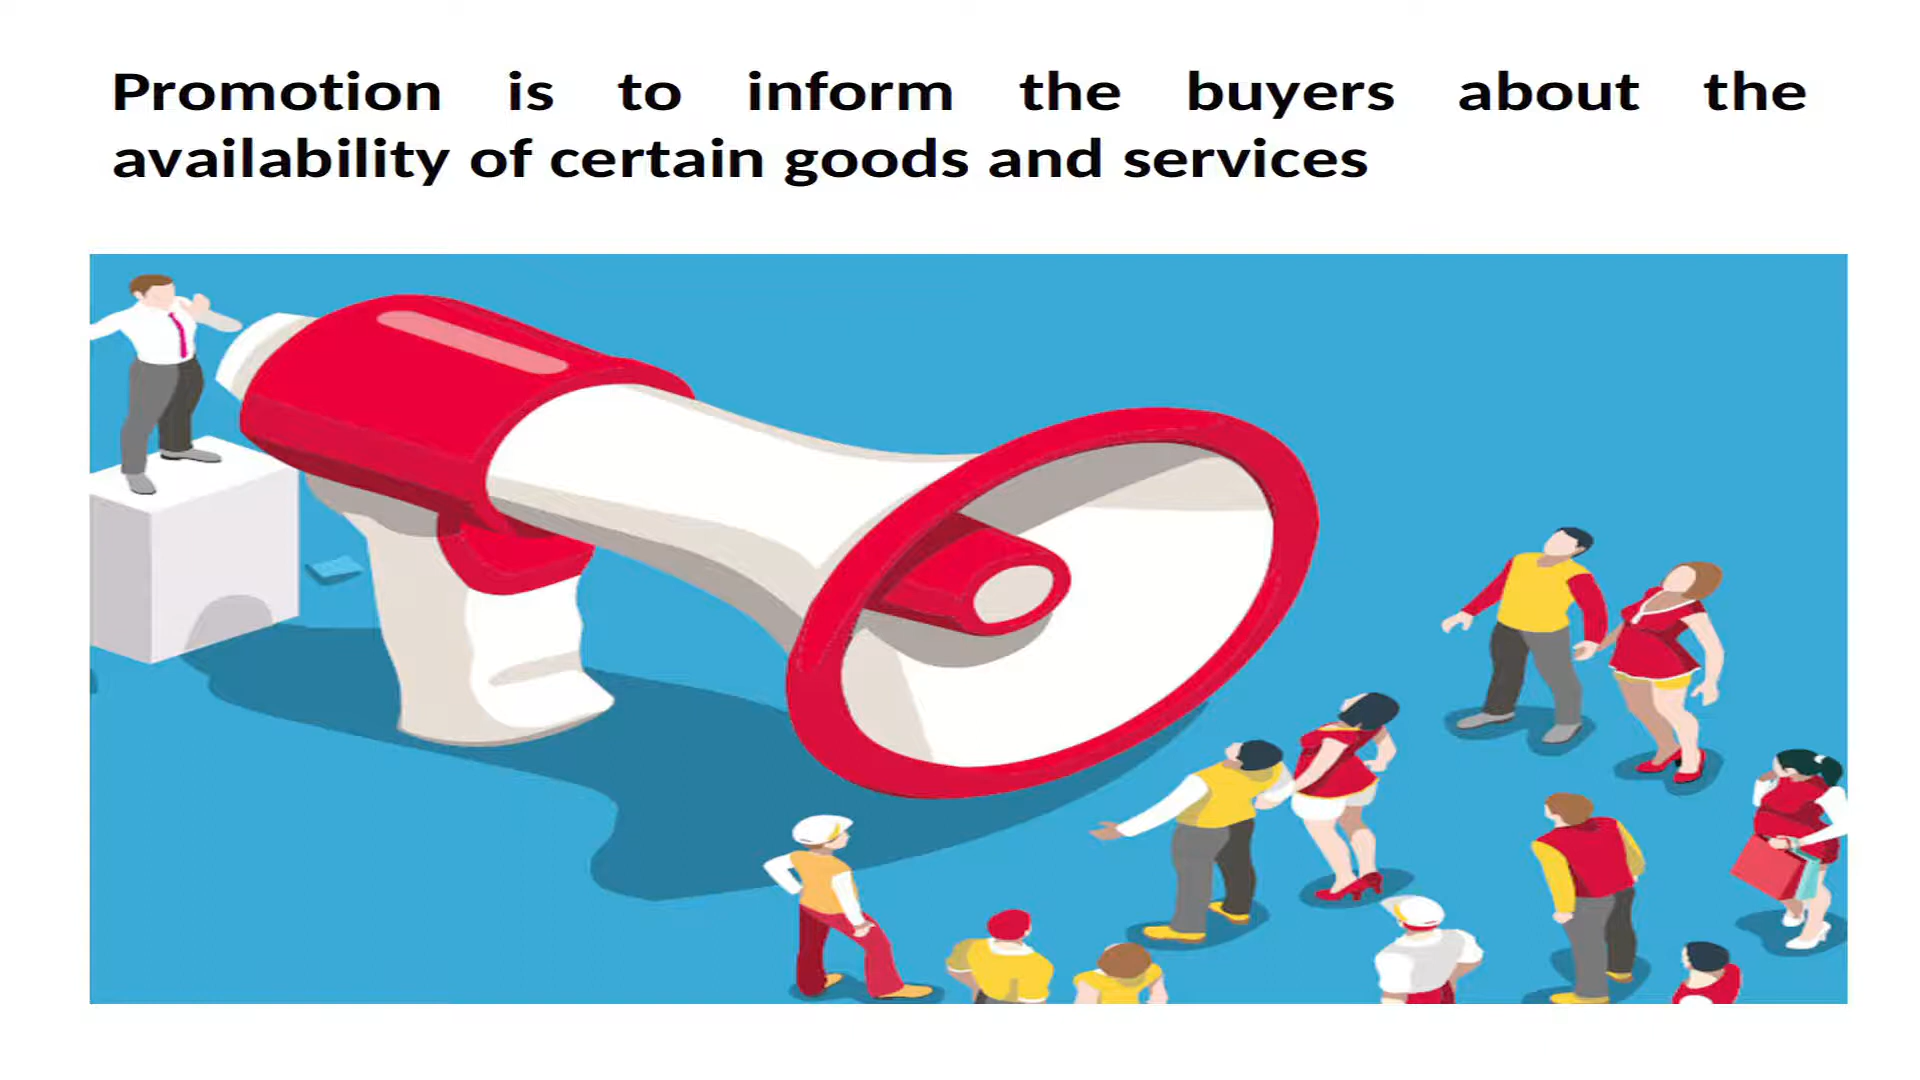 Promotion is to inform the buyers about the
availability of certain goods and services